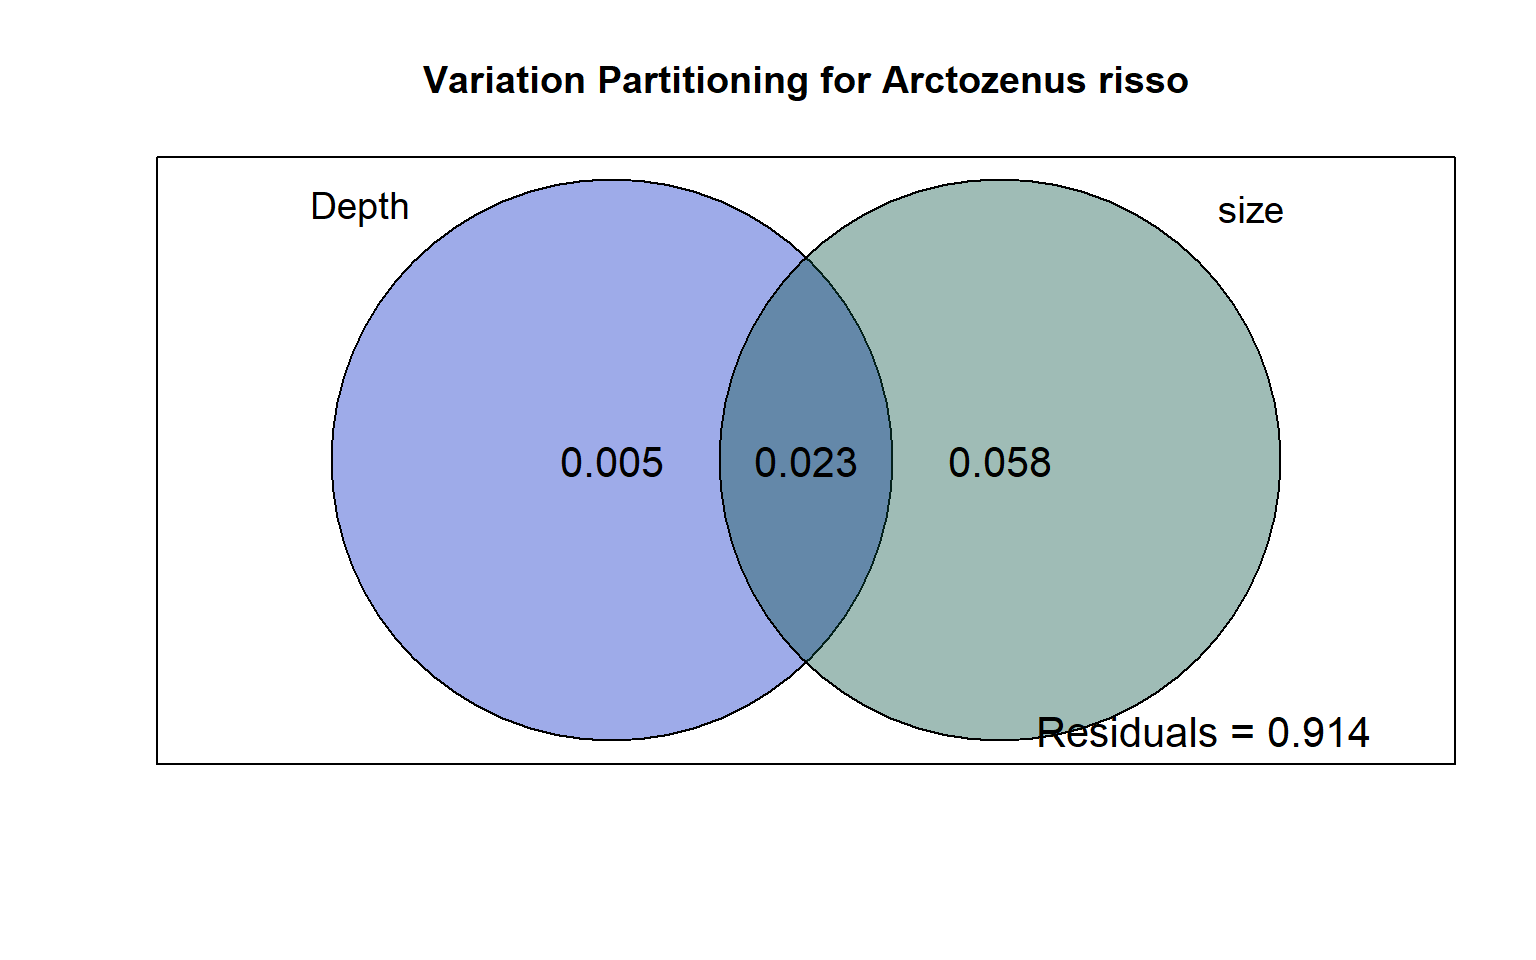 Variation Partitioning for Arctozenus risso
Depth
size
0.005
0.023
0.058
Residuals = 0.914